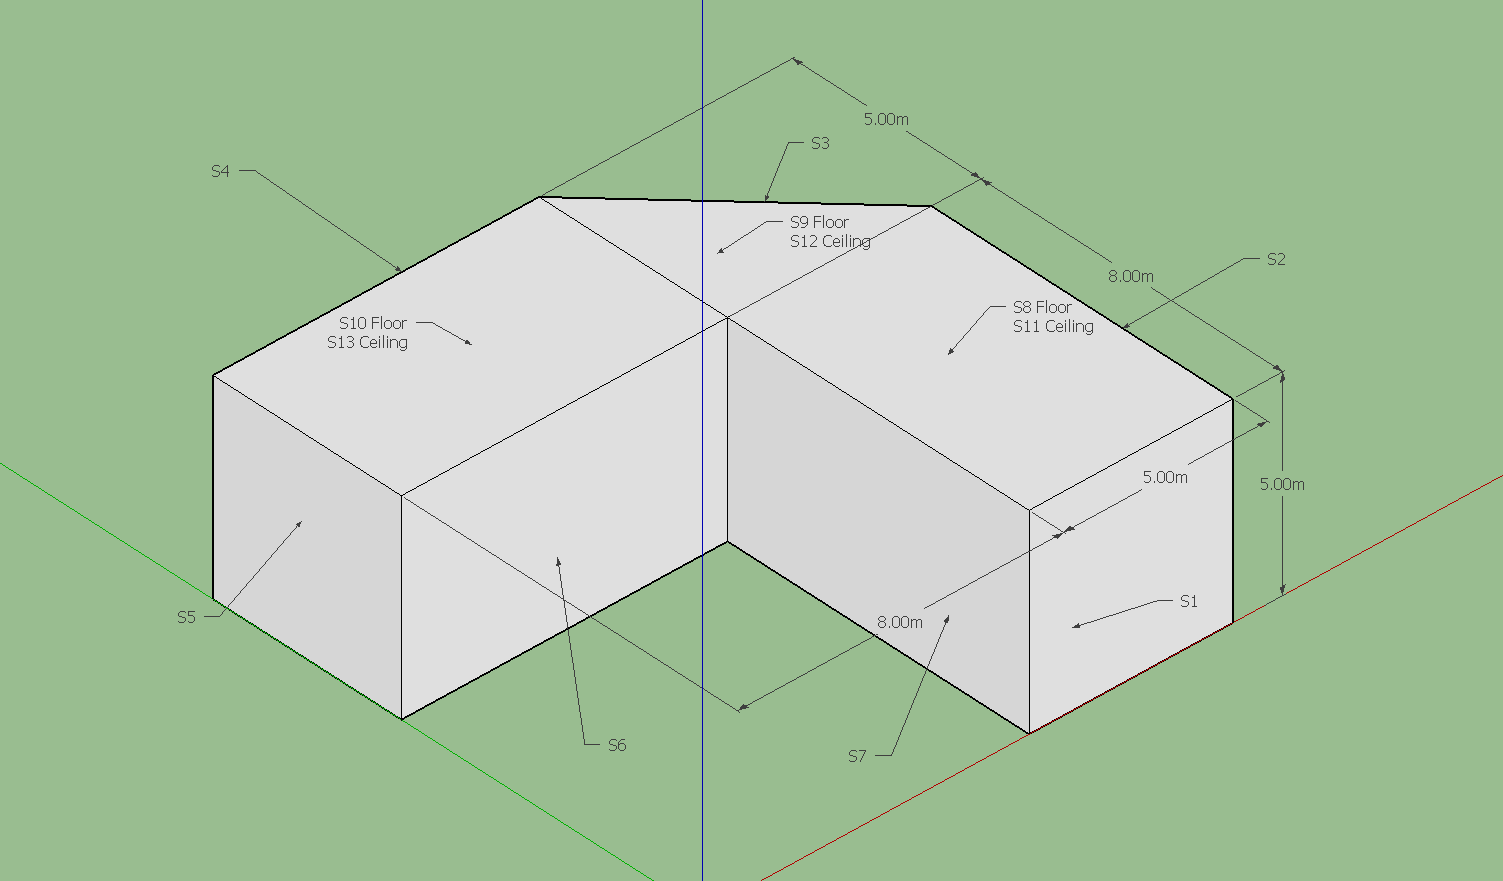 5.00m
S3
S4
S9 Floor
S12 Ceiling
S2
8.00m
S8 Floor
S11 Ceiling
S10 Floor
S13 Ceiling
5.00m
5.00m
S1
S5
8.00m
S6
S7